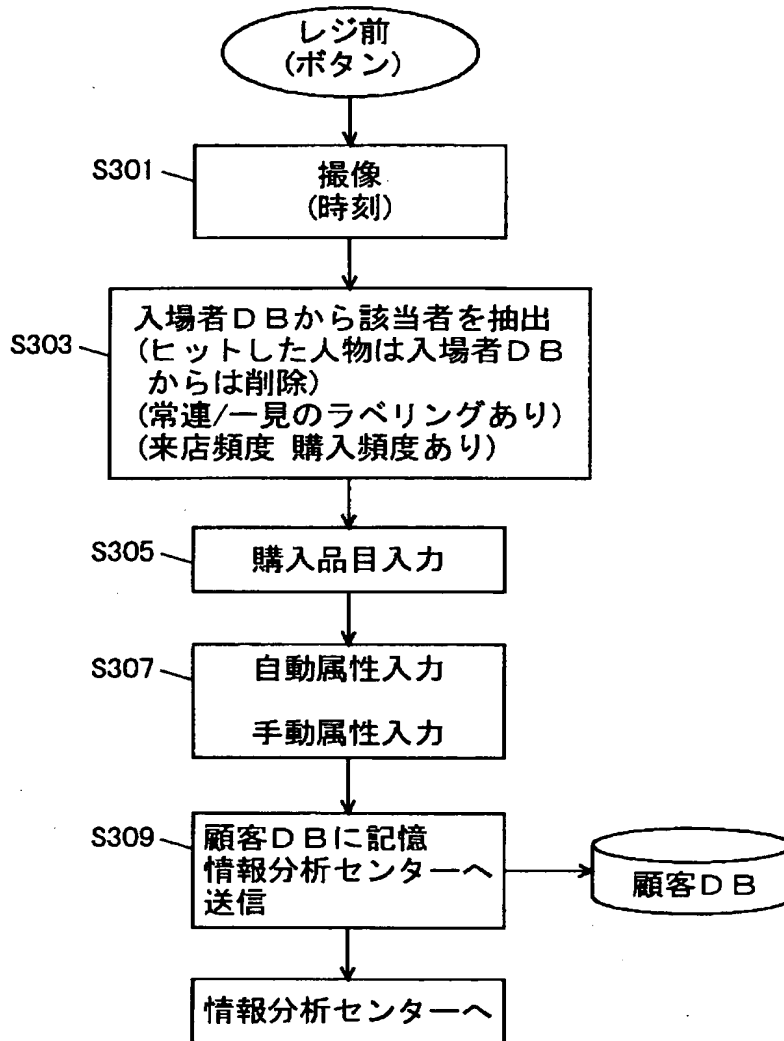 レジ前
(ボタン)
S301
撮像
(時刻)
S303
入場者ＤＢから該当者を抽出
(ヒットした人物は入場者ＤＢ
からは削除)
(常連/一見のラベリングあり)
(来店頻度 購入頻度あり)
S305
購入品目入力
S307
自動属性入力
手動属性入力
S309
顧客ＤＢに記憶
情報分析センターへ
送信
顧客ＤＢ
情報分析センターへ